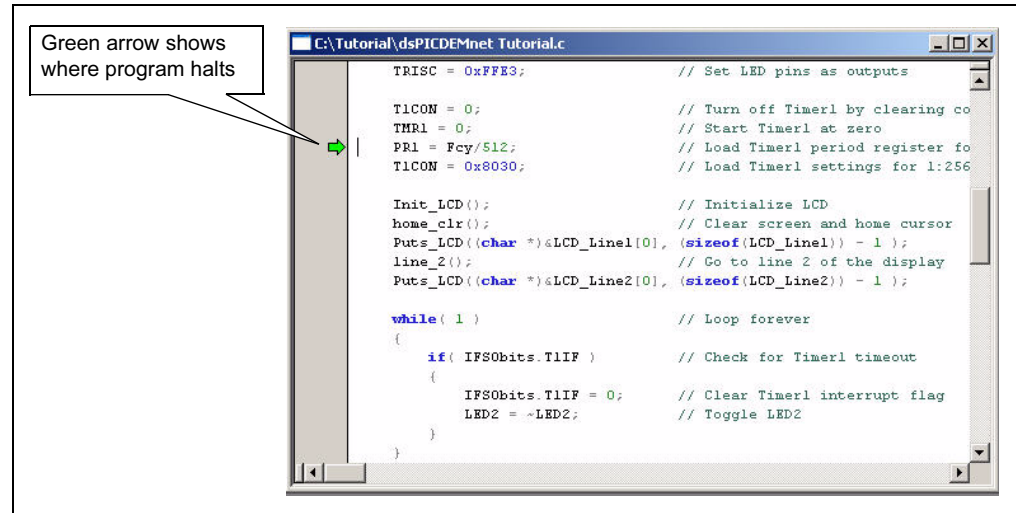 Green arrow shows
where program halts
C:\Tutorial\dsPICDEMnet Tutorial.c
TRISC = 0xFFE3; // Set LED pins as outputs
T1CON = 0; // Turn off Timer1 by clearing co
TMR1 = 0; // Start Timer1 at zero
PR1 = Fcy/512; // Load Timer1 period register fo
T1CON = 0x8030; // Load Timer1 settings for 1:256
Init_LCD(); // Initialize LCD
home_clr(); // Clear screen and home cursor
Puts_LCD((char *)&LCD_Line1[0], (sizeof(LCD_Line1)) - 1 );
line_2(); // Go to line 2 of the display
Puts_LCD((char *)&LCD_Line2[0], (sizeof(LCD_Line2)) - 1 );
while( 1 ) // Loop forever
{
if( IFS0bits.T1IF ) // Check for Timer1 timeout
{
IFS0bits.T1IF = 0; // Clear Timer1 interrupt flag
LED2 = ~LED2; // Toggle LED2
}
}